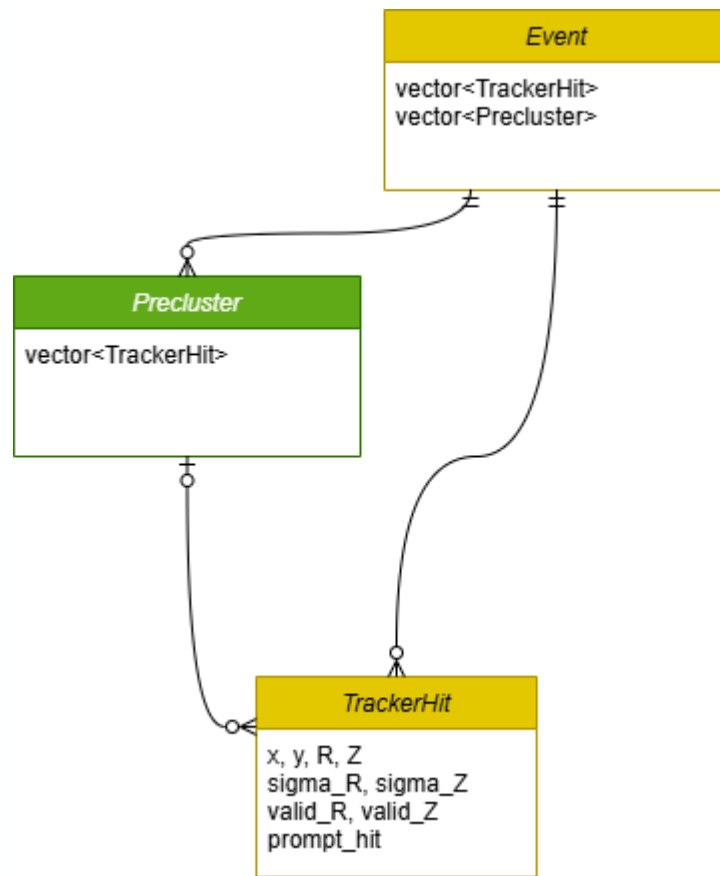 Event
vector<TrackerHit>
vector<Precluster>
Precluster
vector<TrackerHit>
TrackerHit
x, y, R, Z
sigma_R, sigma_Z
valid_R, valid_Z
prompt_hit